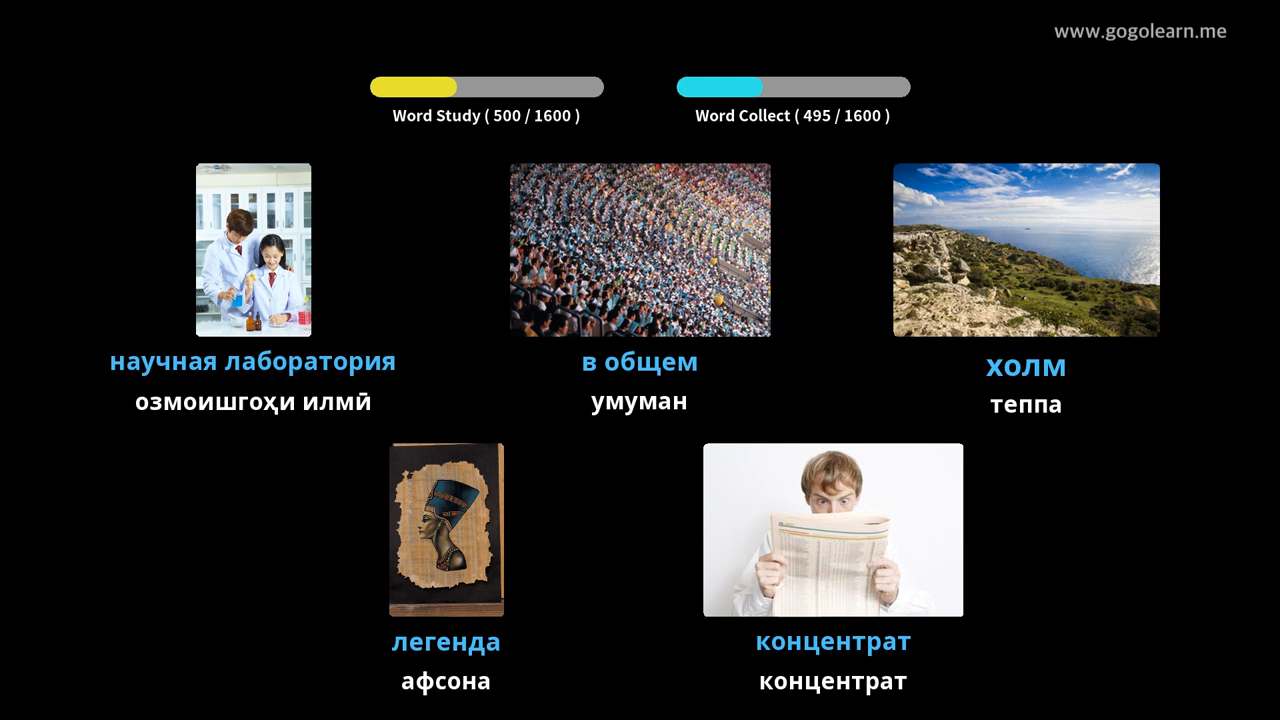 www.gogolearn.me
Word Study ( 500 / 1600 )
Word Collect ( 495 / 1600 )
научная лаборатория
озмоишгоҳи илмӣ
в общем
умуман
холм
теппа
легенда
афсона
концентрат
концентрат